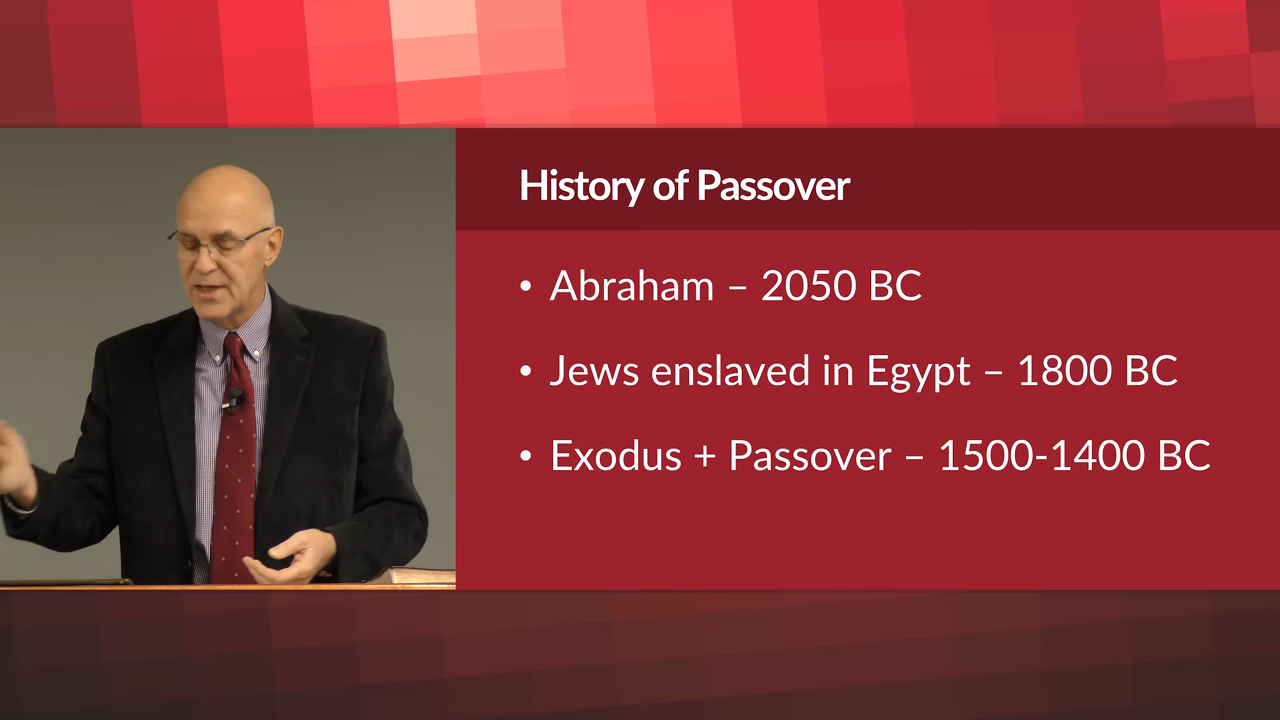 History of Passover
• Abraham – 2050 BC
• Jews enslaved in Egypt – 1800 BC
• Exodus + Passover – 1500-1400 BC